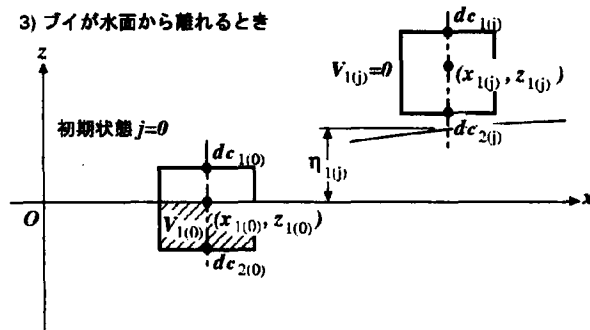 3) ブイが水面から離れるとき
z
dc1(j)
V1(j)=0
(x1(j), z1(j))
初期状態 j=0
dc2(j)
dc1(0)
η1(j)
O
x
V1(0)
(x1(0), z1(0))
dc2(0)